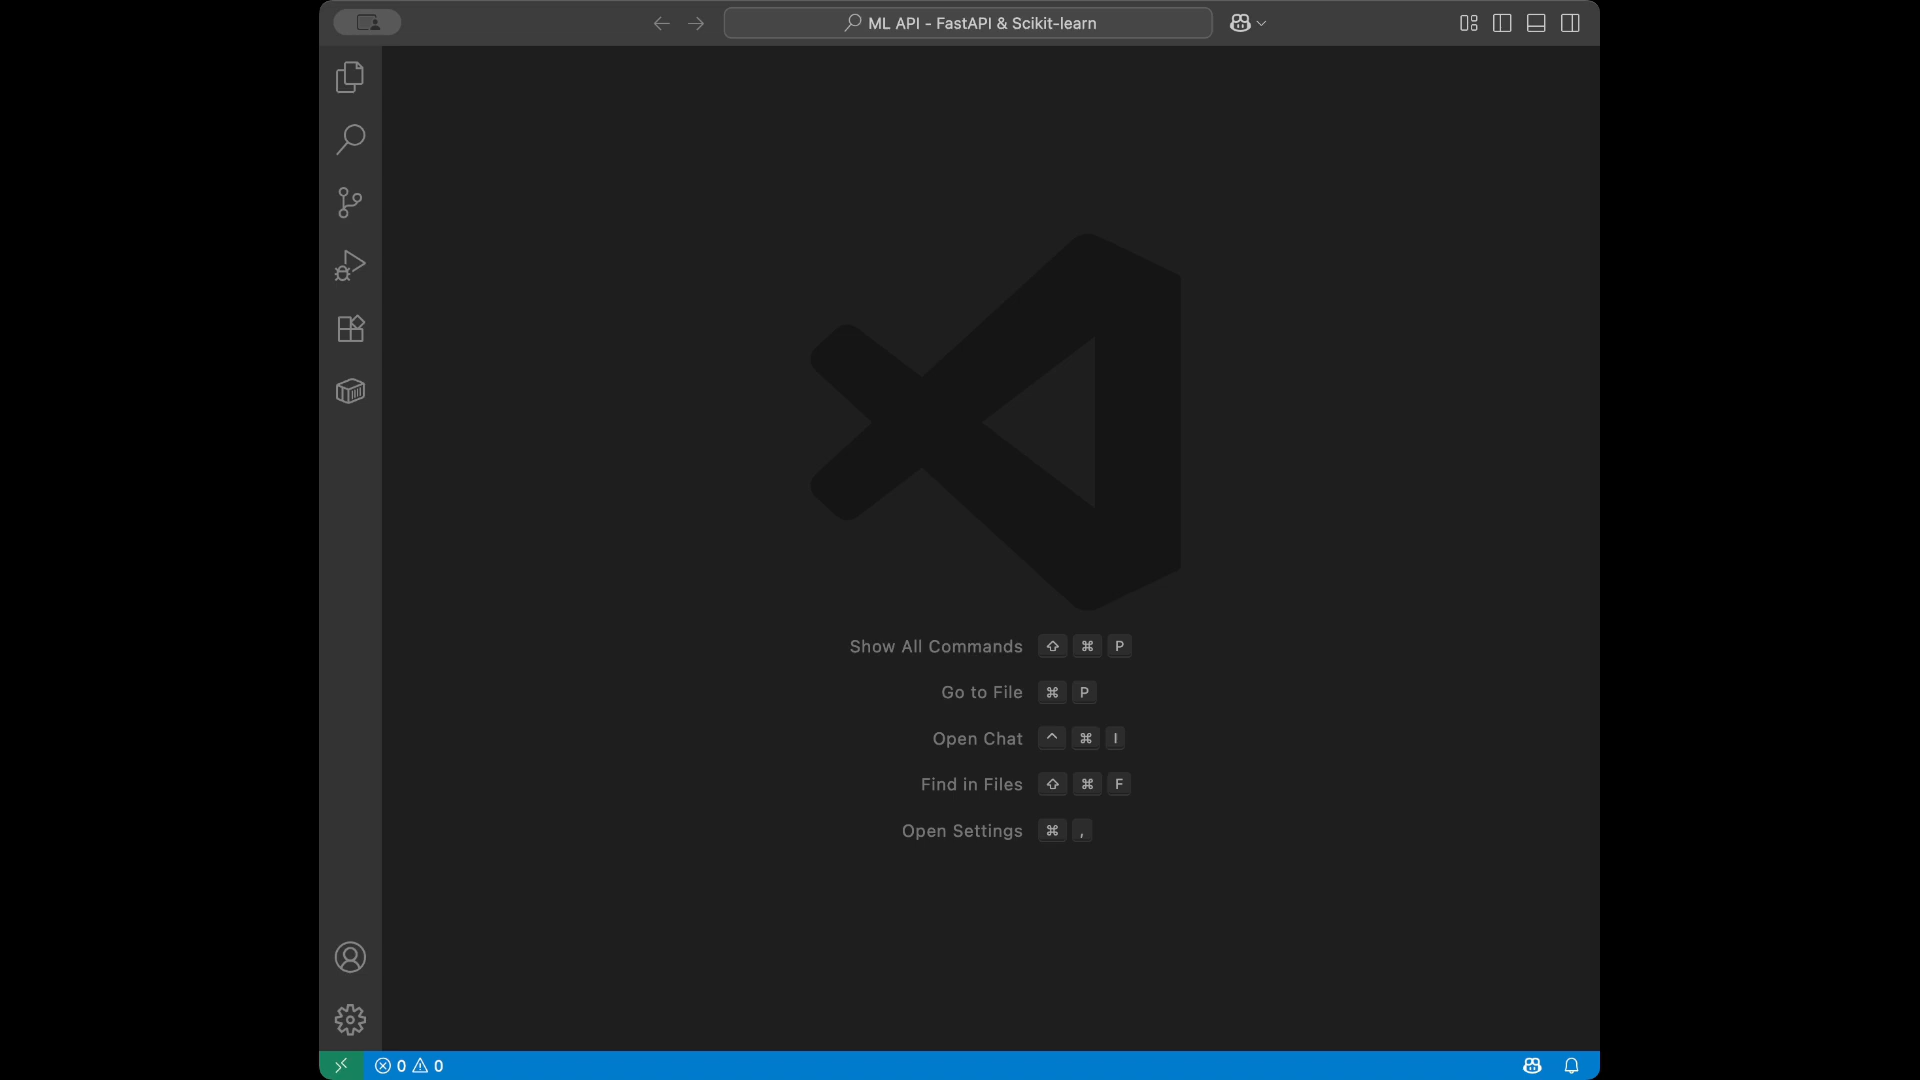 ML API - FastAPI & Scikit-learn
Show All Commands ⇧ ⌘ P
Go to File ⌘ P
Open Chat ^ ⌘ I
Find in Files ⇧ ⌘ F
Open Settings ⌘ ,
0 0